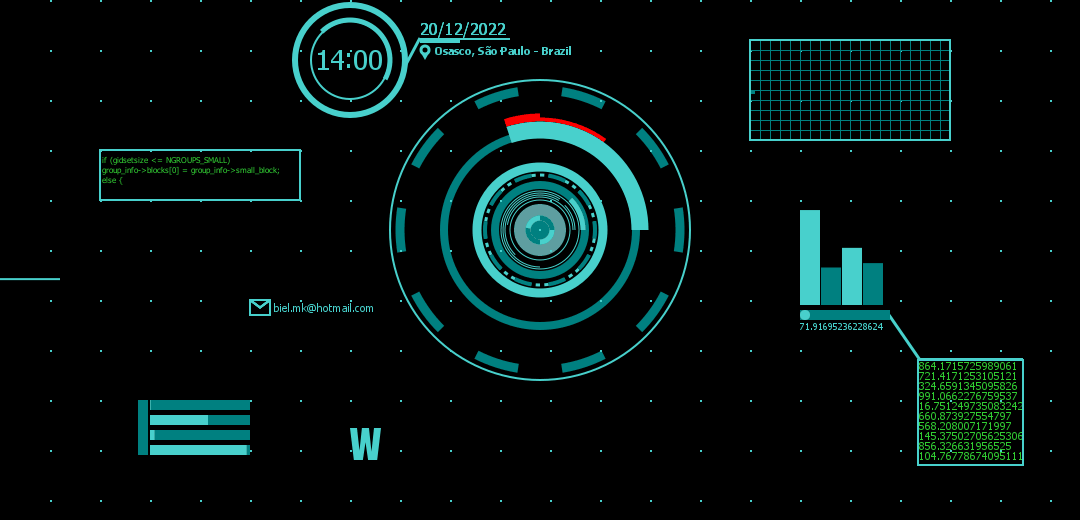 20/12/2022
14:00
Osasco, São Paulo - Brazil
if (gidsetsize <= NGROUPS_SMALL)
group_info->blocks[0] = group_info->small_block;
else {
biel.mk@hotmail.com
71.91695236228624
864.1715725989061
721.4171253105121
324.6591345095826
991.0662276759537
16.751249735083242
660.873927554797
568.208007171997
145.37502705625306
856.326631956525
104.76778674095111
W